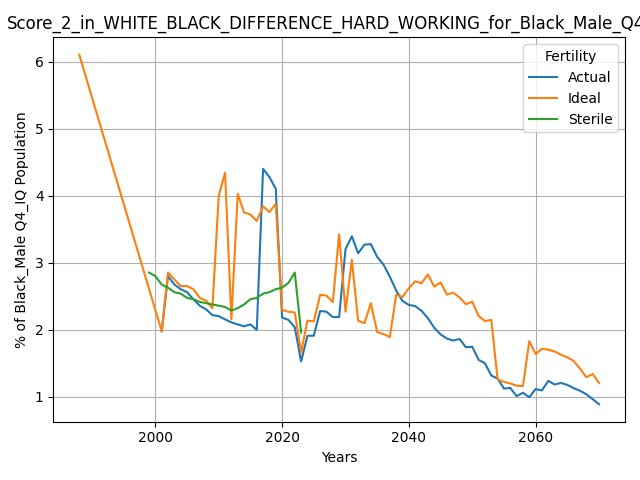 Score_2_in_WHITE_BLACK_DIFFERENCE_HARD_WORKING_for_Black_Male_Q4
Fertility
Actual
Ideal
Sterile
% of Black_Male Q4_IQ Population
6
5
4
3
2
1
2000
2020
2040
2060
Years